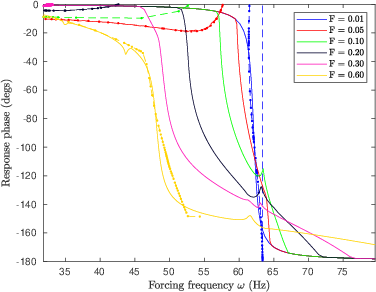 0
-20
-40
-60
-80
-100
-120
-140
-160
-180
Response phase (degs)
35
40
45
50
55
60
65
70
75
Forcing frequency ω (Hz)
F = 0.01
F = 0.05
F = 0.10
F = 0.20
F = 0.30
F = 0.60